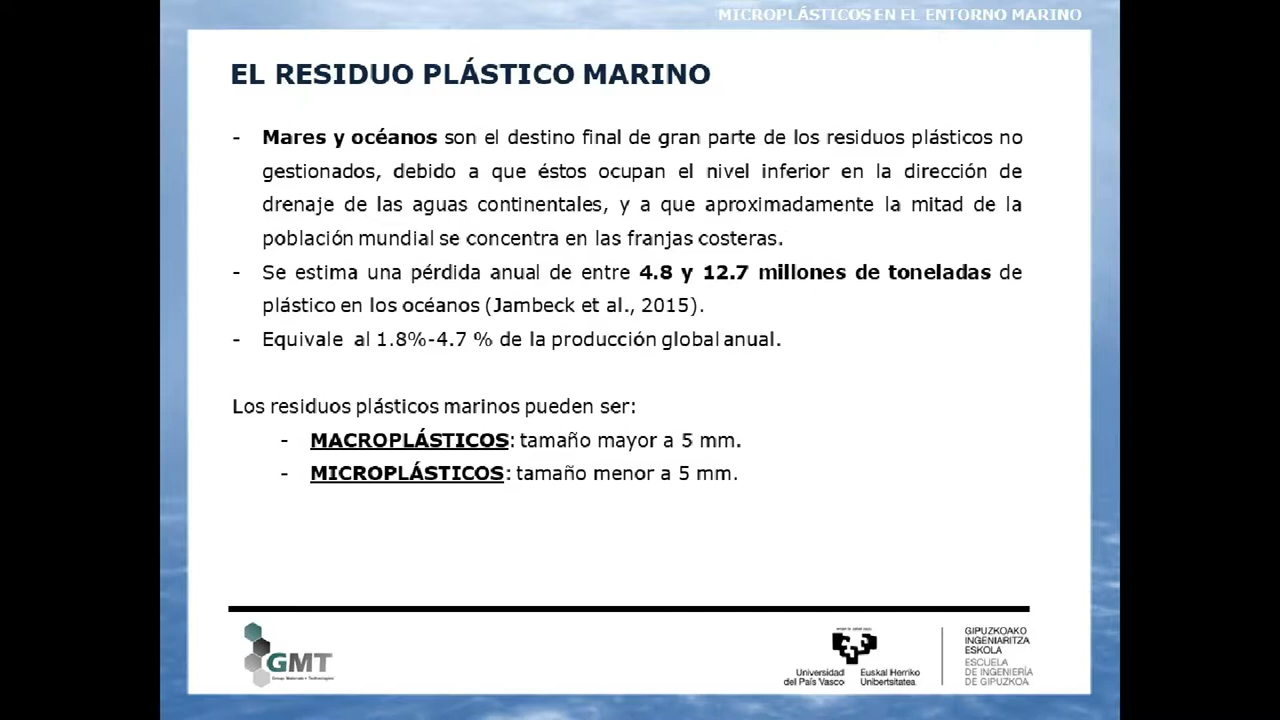 MICROPLÁSTICOS EN EL ENTORNO MARINO
EL RESIDUO PLÁSTICO MARINO
- Mares y océanos son el destino final de gran parte de los residuos plásticos no
gestionados, debido a que éstos ocupan el nivel inferior en la dirección de
drenaje de las aguas continentales, y a que aproximadamente la mitad de la
población mundial se concentra en las franjas costeras.
- Se estima una pérdida anual de entre 4.8 y 12.7 millones de toneladas de
plástico en los océanos (Jambeck et al., 2015).
- Equivale al 1.8%-4.7 % de la producción global anual.
Los residuos plásticos marinos pueden ser:
- MACROPLÁSTICOS: tamaño mayor a 5 mm.
- MICROPLÁSTICOS: tamaño menor a 5 mm.
GMT
Universidad
del País Vasco
Euskal Herriko
Unibertsitatea
GIPUZKOAKO
INGENIARITZA
ESKOLA
ESCUELA
DE INGENIERÍA
DE GIPUZKOA